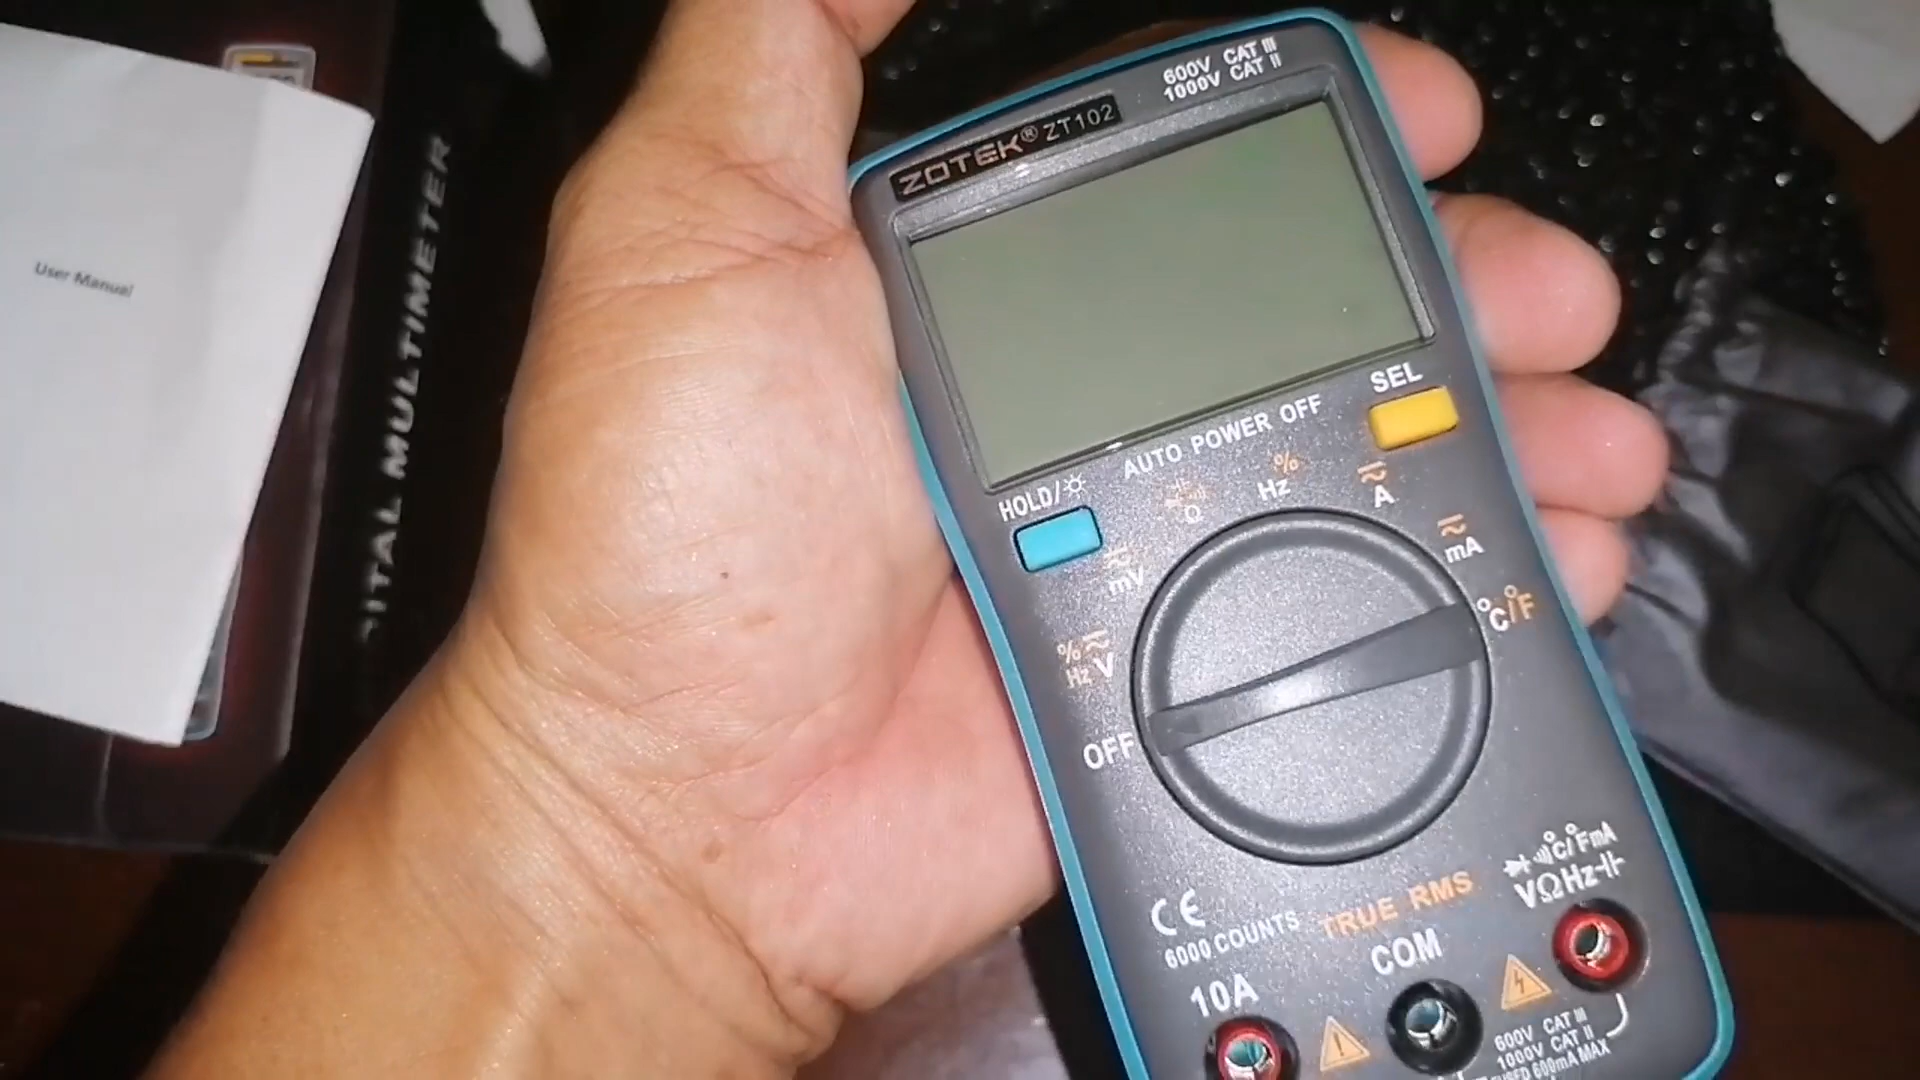 User Manual
DIGITAL MULTIMETER
600V CAT III
1000V CAT II
ZOTEK® ZT102
SEL
AUTO POWER OFF
HOLD/
Ω
Hz %
A
mA
mV
°C/°F
% Hz V
OFF
°C/°F mA
VΩHz
CE
TRUE RMS
6000 COUNTS
COM
10A
600V CAT III
1000V CAT II
FUSED 600mA MAX